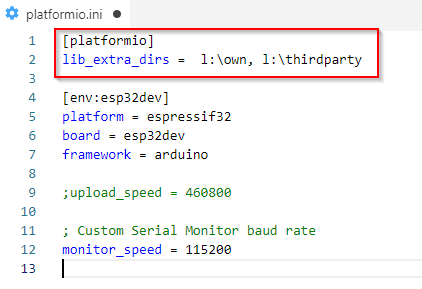 platformio.ini
1 [platformio]
2 lib_extra_dirs =  l:\own, l:\thirdparty
3
4 [env:esp32dev]
5 platform = espressif32
6 board = esp32dev
7 framework = arduino
8
9 ;upload_speed = 460800
10
11 ; Custom Serial Monitor baud rate
12 monitor_speed = 115200
13